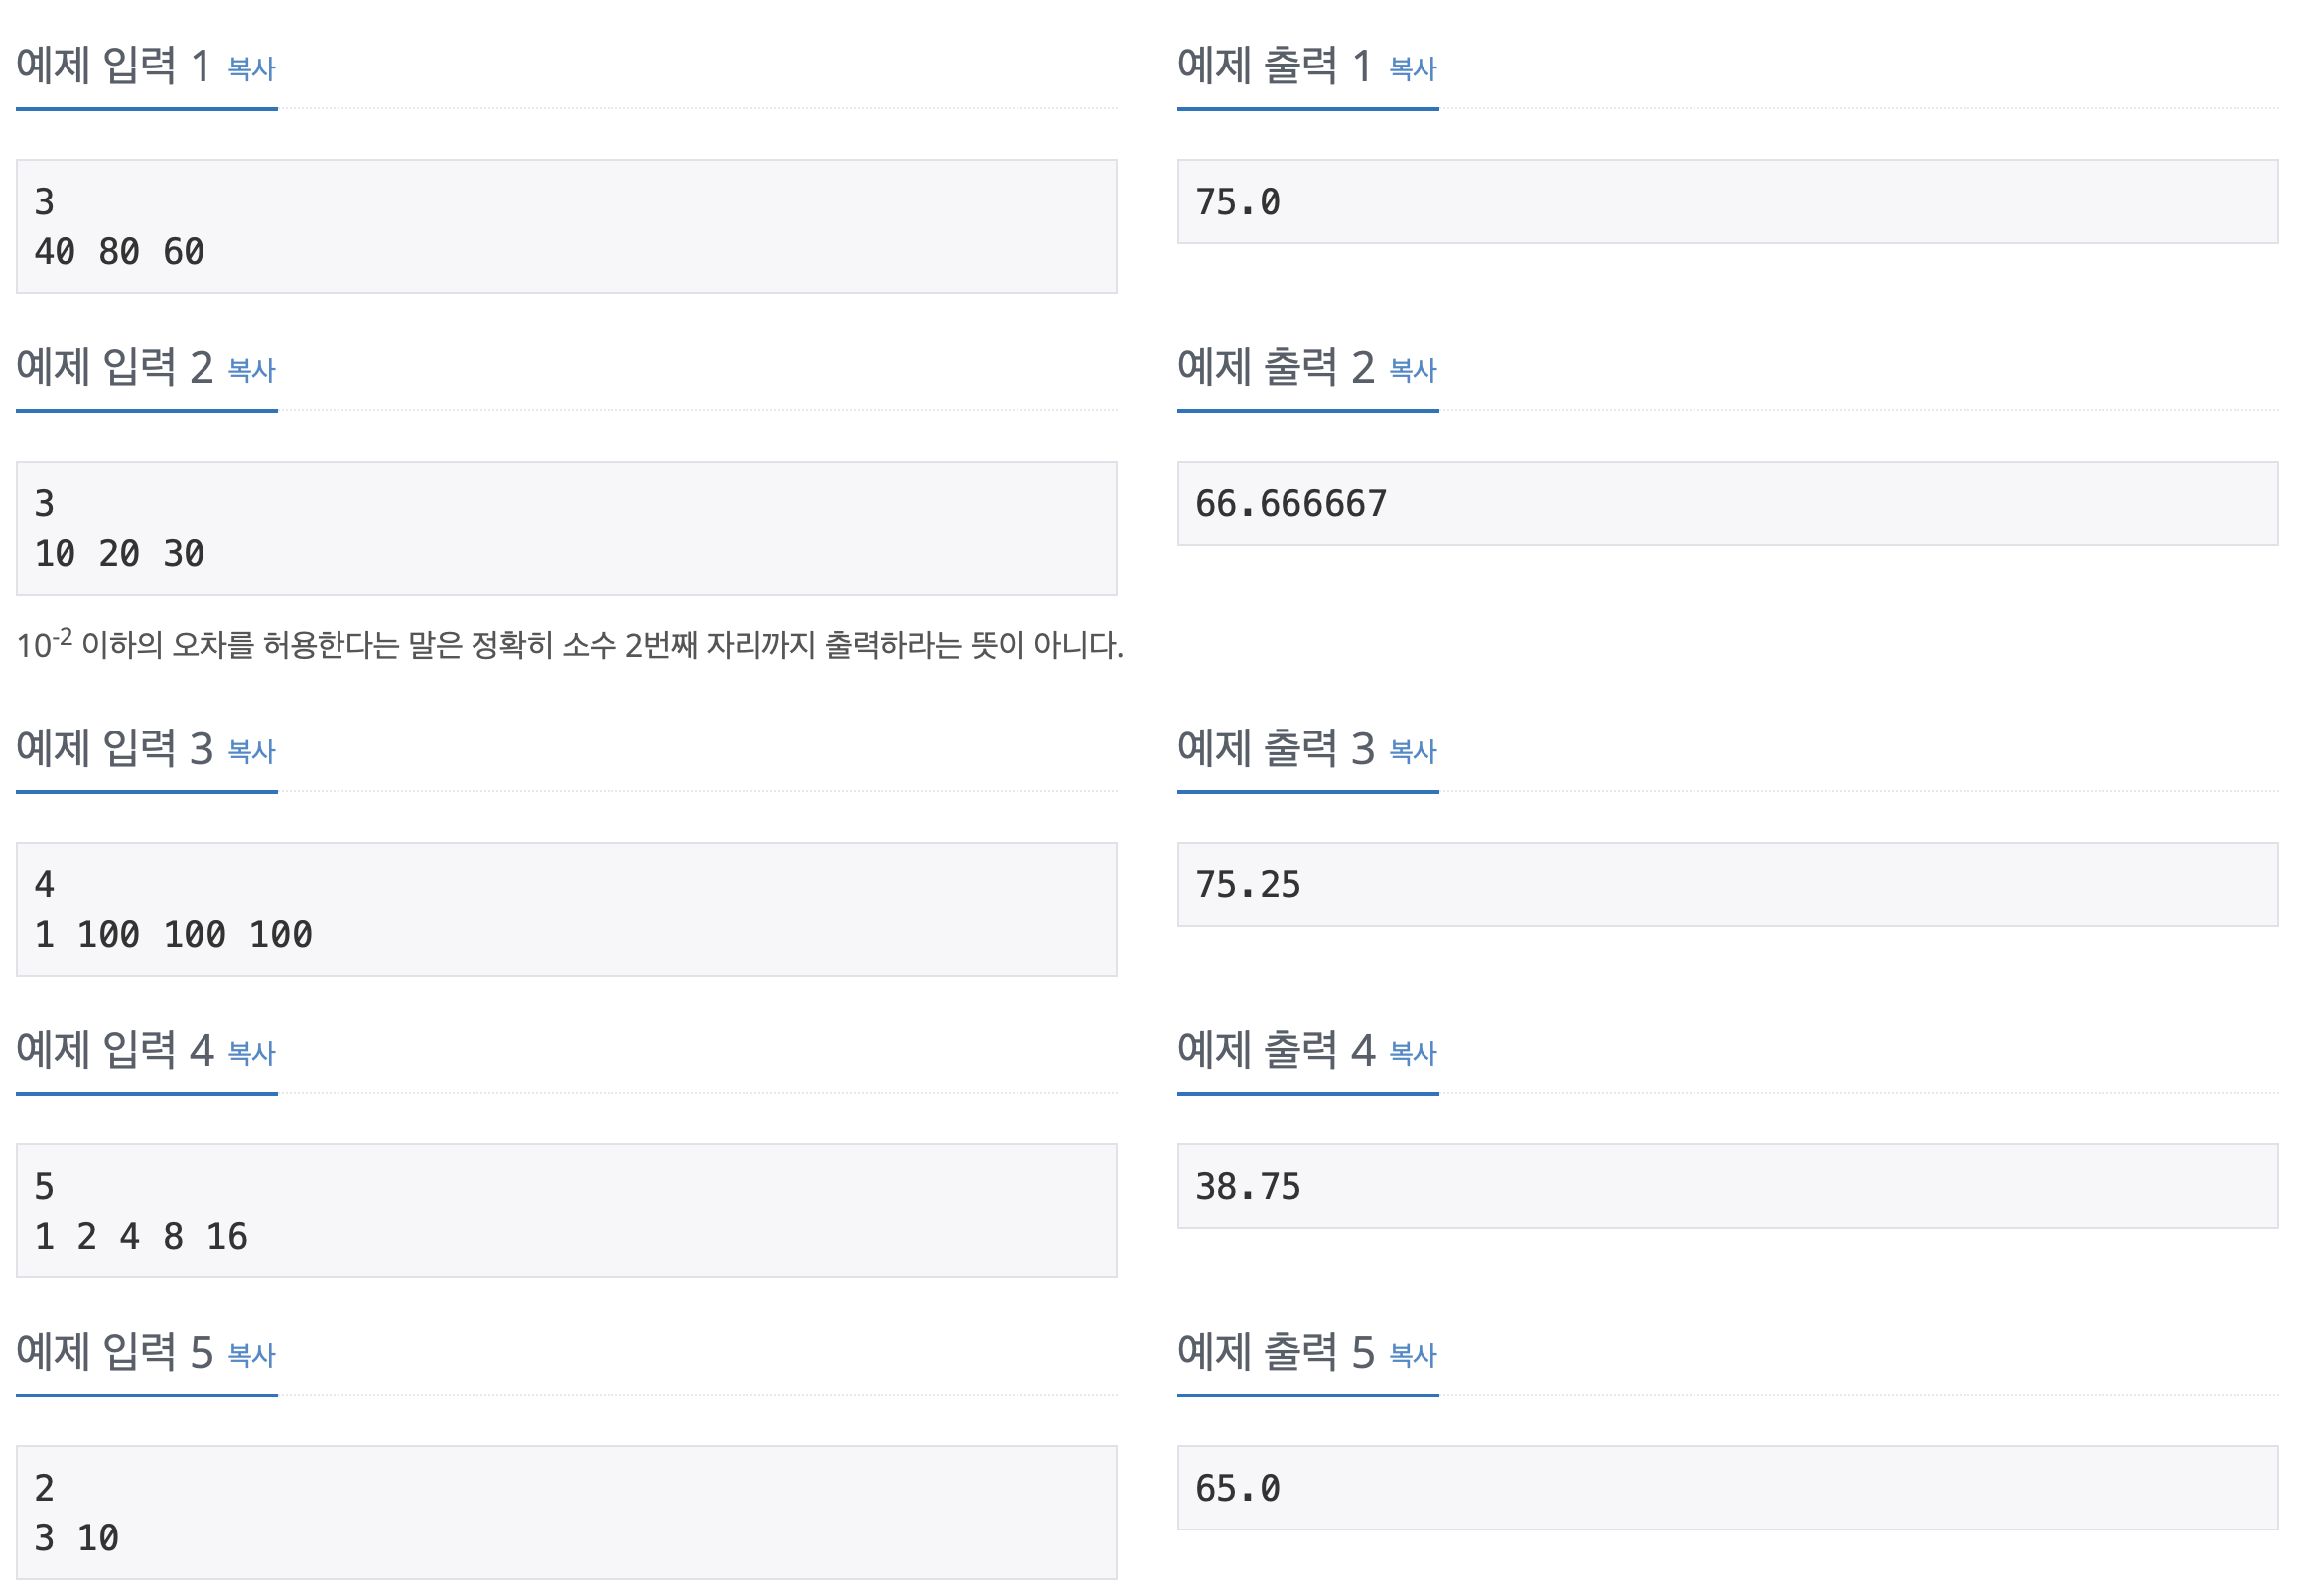 예제 입력 1 복사
3
40 80 60
예제 출력 1 복사
75.0
예제 입력 2 복사
3
10 20 30
예제 출력 2 복사
66.666667
10-2 이하의 오차를 허용한다는 말은 정확히 소수 2번째 자리까지 출력하라는 뜻이 아니다.
예제 입력 3 복사
4
1 100 100 100
예제 출력 3 복사
75.25
예제 입력 4 복사
5
1 2 4 8 16
예제 출력 4 복사
38.75
예제 입력 5 복사
2
3 10
예제 출력 5 복사
65.0